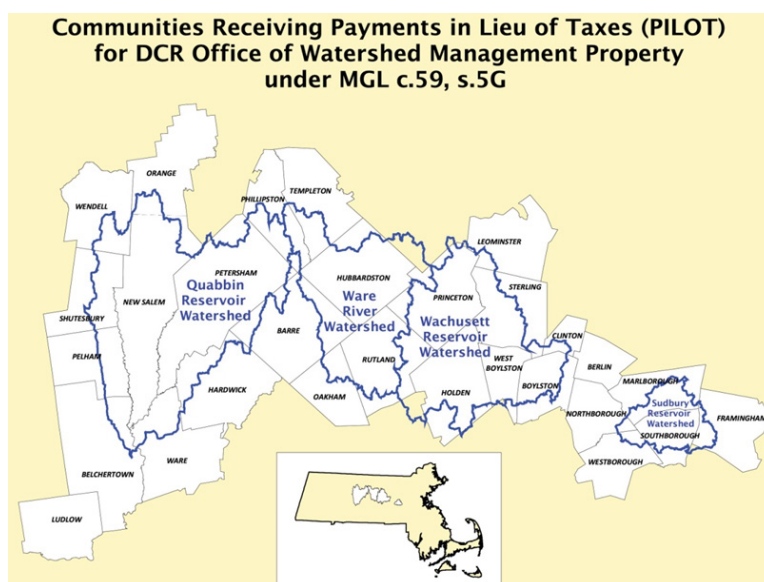 Communities Receiving Payments in Lieu of Taxes (PILOT)
for DCR Office of Watershed Management Property
under MGL c.59, s.5G
ORANGE
WENDELL
PHILLIPSTON
TEMPLETON
LEOMINSTER
PETERSHAM
HUBBARDSTON
Quabbin
Reservoir
Watershed
NEW SALEM
Ware
River
Watershed
PRINCETON
STERLING
SHUTESBURY
Wachusett
Reservoir
Watershed
BARRE
CLINTON
PELHAM
RUTLAND
WEST
BOYLSTON
BERLIN
HARDWICK
OAKHAM
HOLDEN
BOYLSTON
MARLBOROUGH
Sudbury
Reservoir
Watershed
NORTHBOROUGH
FRAMINGHAM
SOUTHBOROUGH
WESTBOROUGH
WARE
BELCHERTOWN
LUDLOW